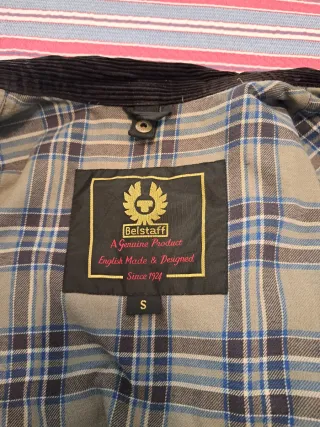 Belstaff
A Genuine Product
English Made & Designed
Since 1924
S